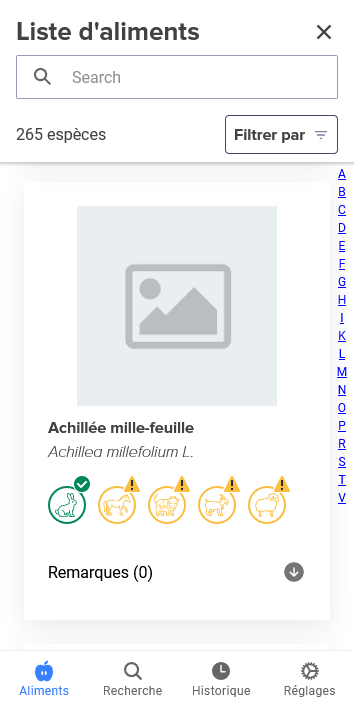 Liste d'aliments
Search
265 espèces
Filtrer par
A
B
C
D
E
F
G
H
I
K
L
M
N
O
P
R
S
T
V
Achillée mille-feuille
Achillea millefolium L.
Remarques (0)
Aliments
Recherche
Historique
Réglages